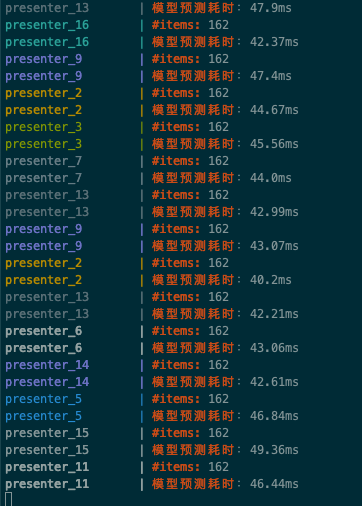 presenter_13 | 模型预测耗时: 47.9ms
presenter_16 | #items: 162
presenter_16 | 模型预测耗时: 42.37ms
presenter_9 | #items: 162
presenter_9 | 模型预测耗时: 47.4ms
presenter_2 | #items: 162
presenter_2 | 模型预测耗时: 44.67ms
presenter_3 | #items: 162
presenter_3 | 模型预测耗时: 45.56ms
presenter_7 | #items: 162
presenter_7 | 模型预测耗时: 44.0ms
presenter_13 | #items: 162
presenter_13 | 模型预测耗时: 42.99ms
presenter_9 | #items: 162
presenter_9 | 模型预测耗时: 43.07ms
presenter_2 | #items: 162
presenter_2 | 模型预测耗时: 40.2ms
presenter_13 | #items: 162
presenter_13 | 模型预测耗时: 42.21ms
presenter_6 | #items: 162
presenter_6 | 模型预测耗时: 43.06ms
presenter_14 | #items: 162
presenter_14 | 模型预测耗时: 42.61ms
presenter_5 | #items: 162
presenter_5 | 模型预测耗时: 46.84ms
presenter_15 | #items: 162
presenter_15 | 模型预测耗时: 49.36ms
presenter_11 | #items: 162
presenter_11 | 模型预测耗时: 46.44ms